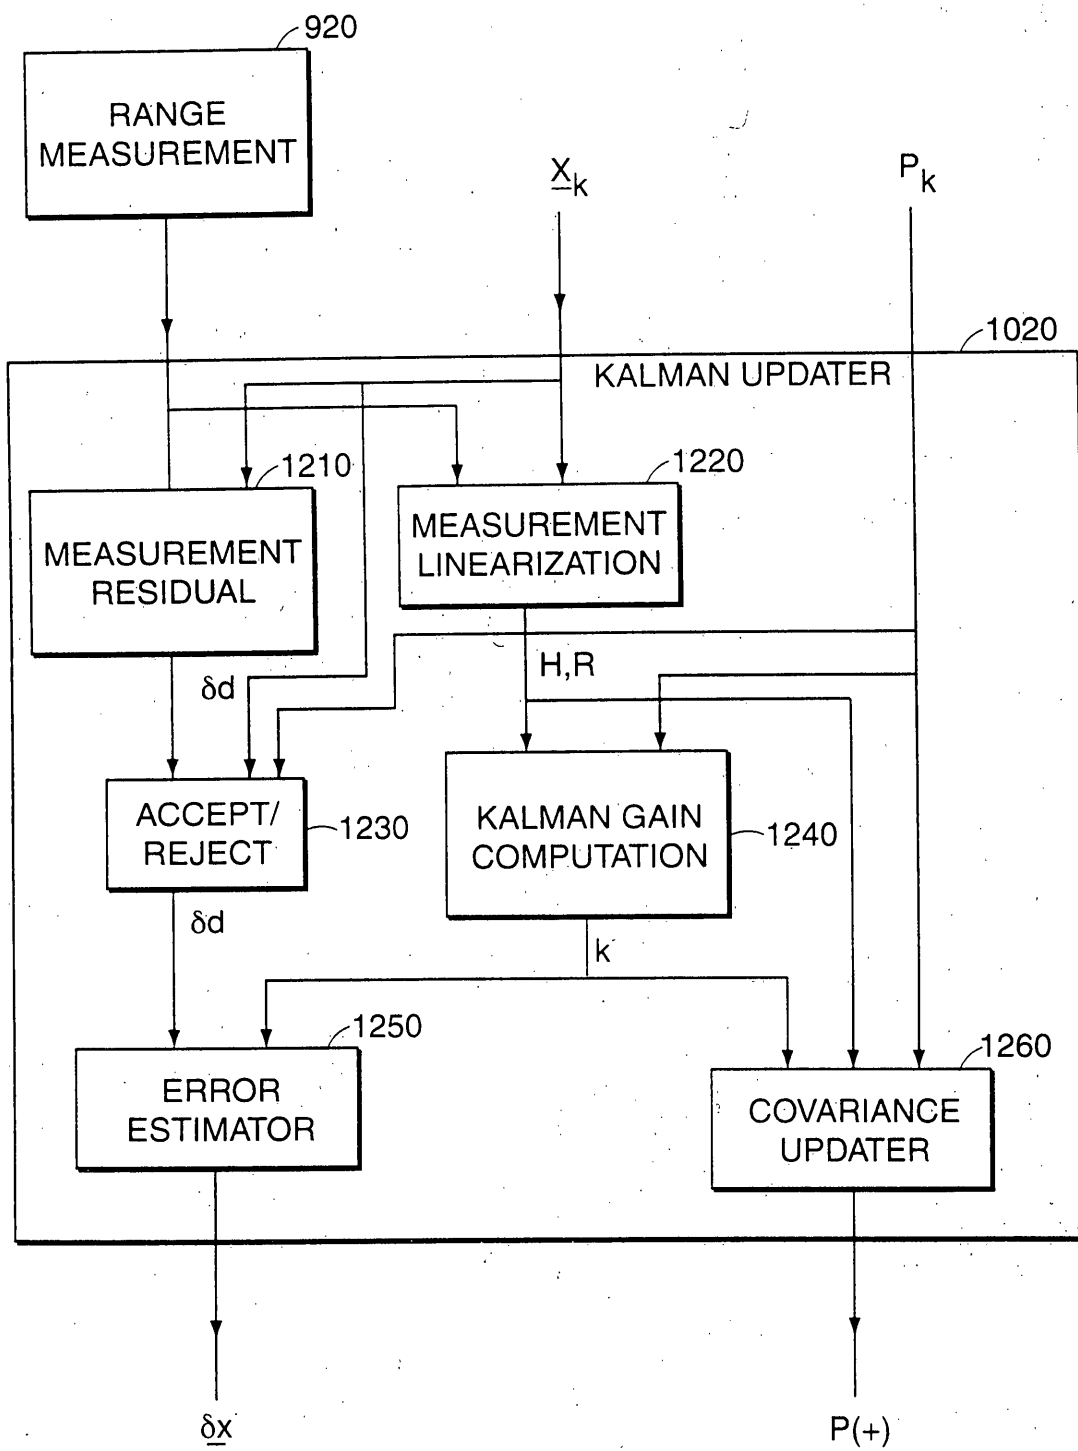 920
RANGE
MEASUREMENT
X_k
P_k
1020
KALMAN UPDATER
1210
1220
MEASUREMENT
RESIDUAL
MEASUREMENT
LINEARIZATION
H,R
δd
ACCEPT/
REJECT
1230
KALMAN GAIN
COMPUTATION
1240
δd
k
1250
1260
ERROR
ESTIMATOR
COVARIANCE
UPDATER
δx
P(+)